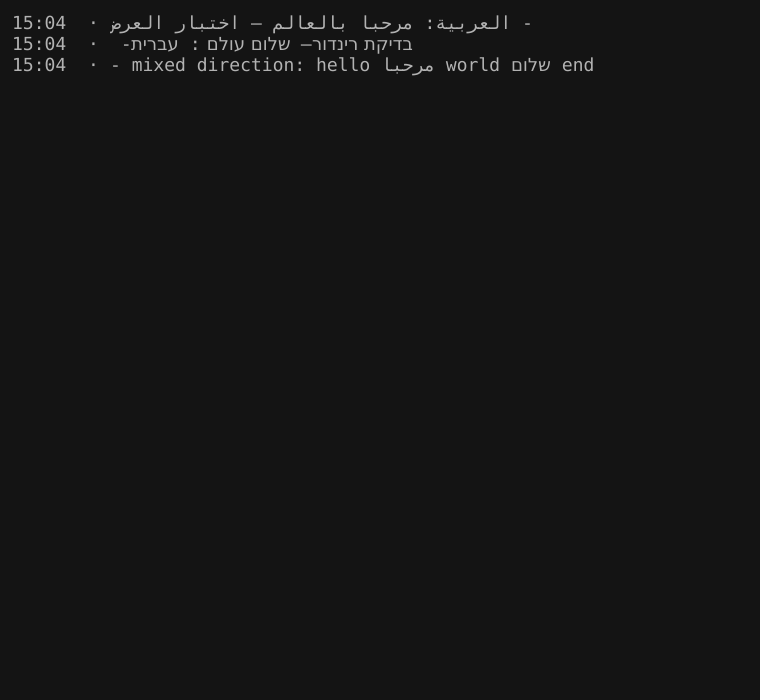 15:04 · - العربية: مرحبا بالعالم — اختبار العرض
15:04 · - עברית: שלום עולם — בדיקת רינדור
15:04 · - mixed direction: hello مرحبا world שלום end